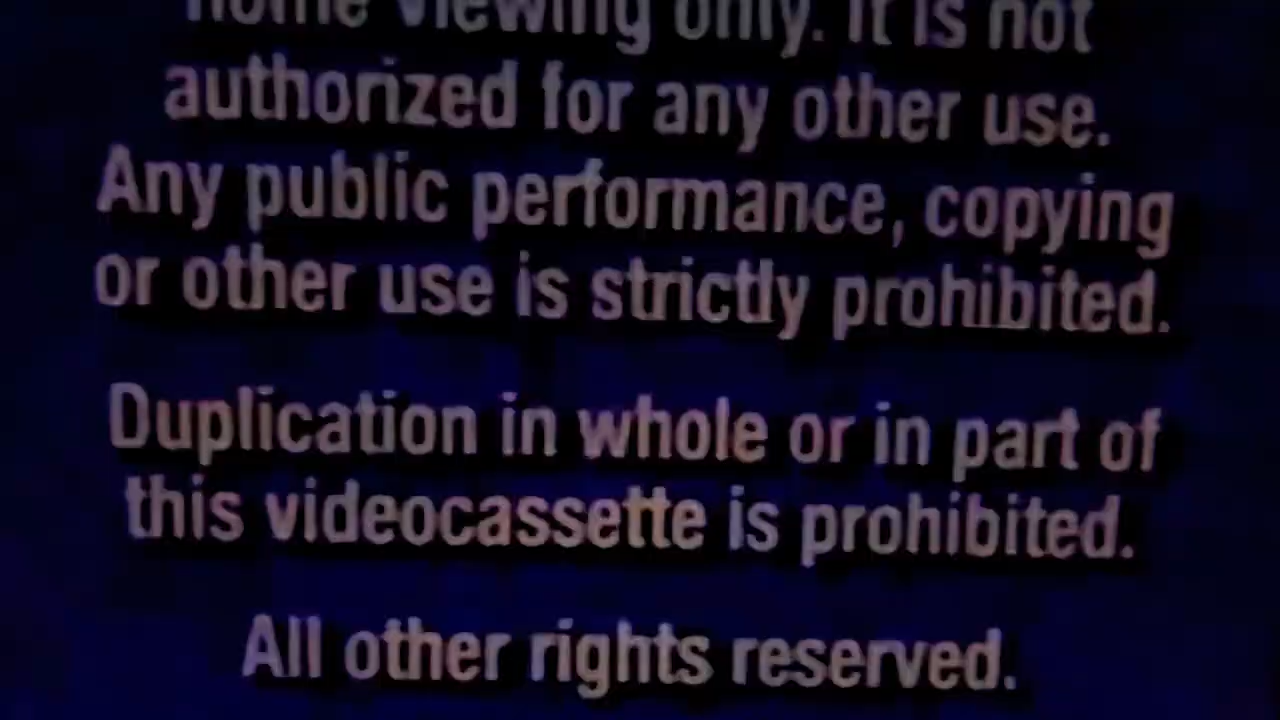 home viewing only. It is not
authorized for any other use.
Any public performance, copying
or other use is strictly prohibited.
Duplication in whole or in part of
this videocassette is prohibited.
All other rights reserved.